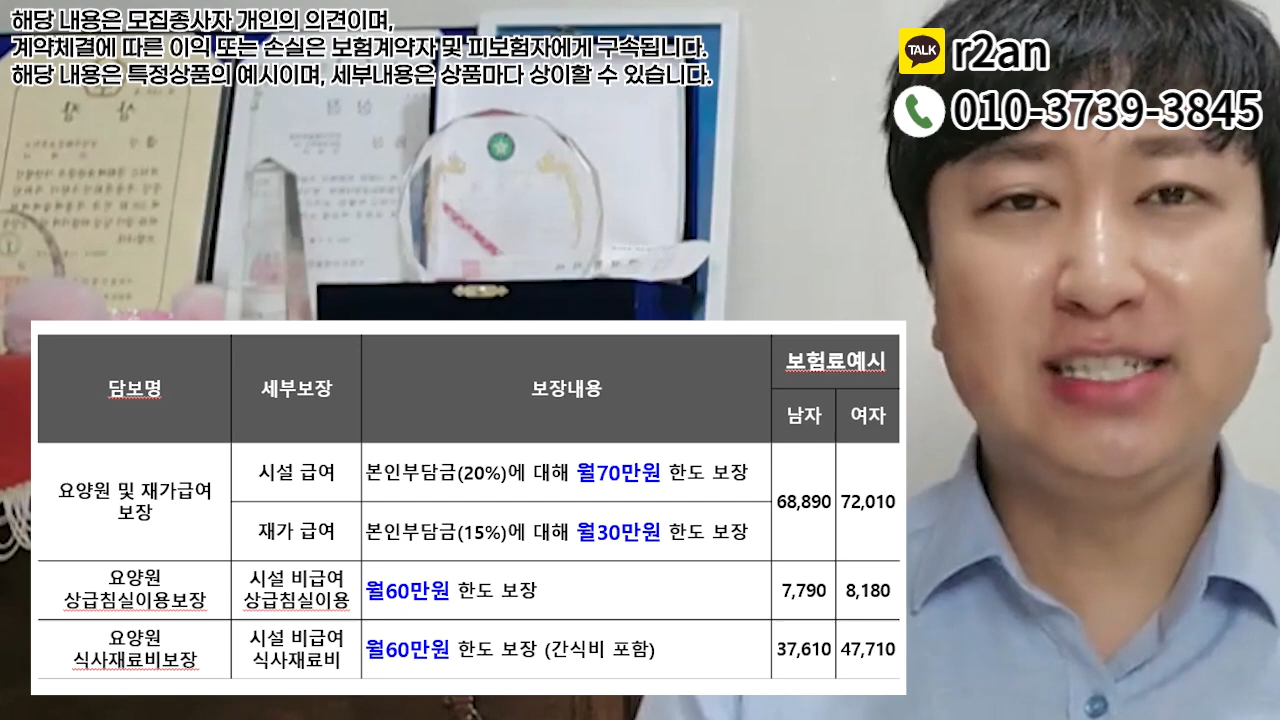 해당 내용은 모집종사자 개인의 의견이며,
계약체결에 따른 이익 또는 손실은 보험계약자 및 피보험자에게 구속됩니다.
해당 내용은 특정상품의 예시이며, 세부내용은 상품마다 상이할 수 있습니다.
TALK r2an
010-3739-3845
담보명 세부보장 보장내용 보험료예시
남자 여자
요양원 및 재가급여
보장
시설 급여 본인부담금(20%)에 대해 월70만원 한도 보장
68,890 72,010
재가 급여 본인부담금(15%)에 대해 월30만원 한도 보장
요양원
상급침실이용보장
시설 비급여
상급침실이용
월60만원 한도 보장 7,790 8,180
요양원
식사재료비보장
시설 비급여
식사재료비
월60만원 한도 보장 (간식비 포함) 37,610 47,710